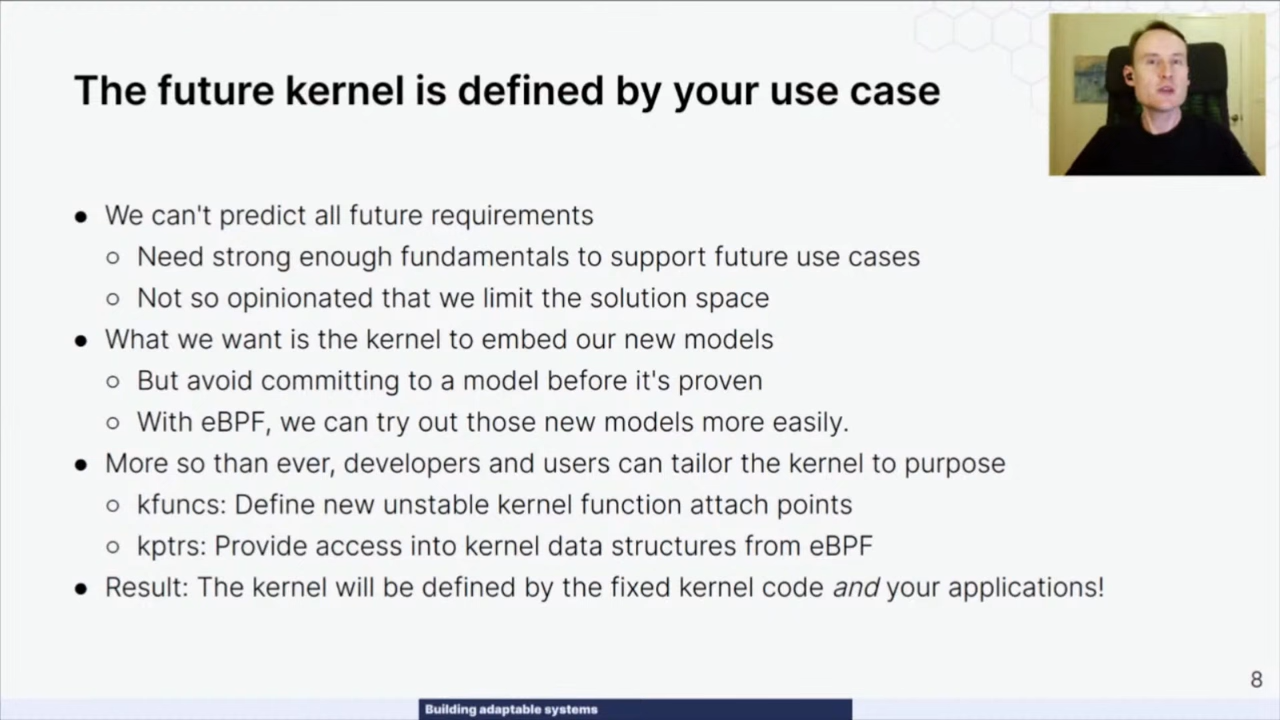 The future kernel is defined by your use case
● We can't predict all future requirements
○ Need strong enough fundamentals to support future use cases
○ Not so opinionated that we limit the solution space
● What we want is the kernel to embed our new models
○ But avoid committing to a model before it's proven
○ With eBPF, we can try out those new models more easily.
● More so than ever, developers and users can tailor the kernel to purpose
○ kfuncs: Define new unstable kernel function attach points
○ kptrs: Provide access into kernel data structures from eBPF
● Result: The kernel will be defined by the fixed kernel code and your applications!
8
Building adaptable systems